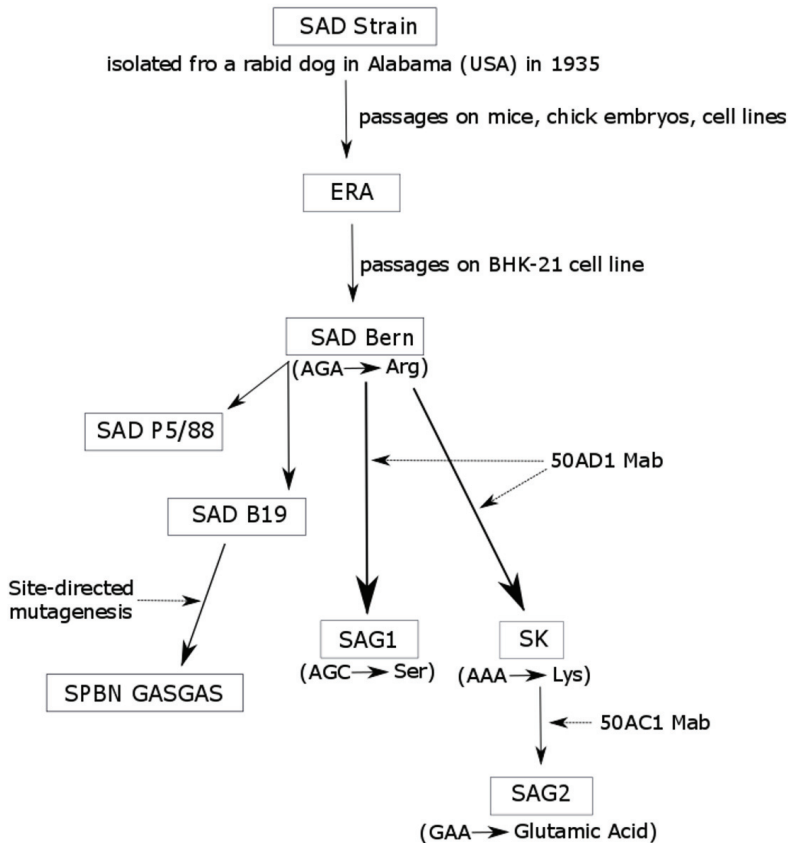 SAD Strain
isolated fro a rabid dog in Alabama (USA) in 1935
passages on mice, chick embryos, cell lines
ERA
passages on BHK-21 cell line
SAD Bern
(AGA → Arg)
SAD P5/88
50AD1 Mab
SAD B19
Site-directed
mutagenesis
SAG1
(AGC → Ser)
SK
(AAA → Lys)
SPBN GASGAS
50AC1 Mab
SAG2
(GAA → Glutamic Acid)